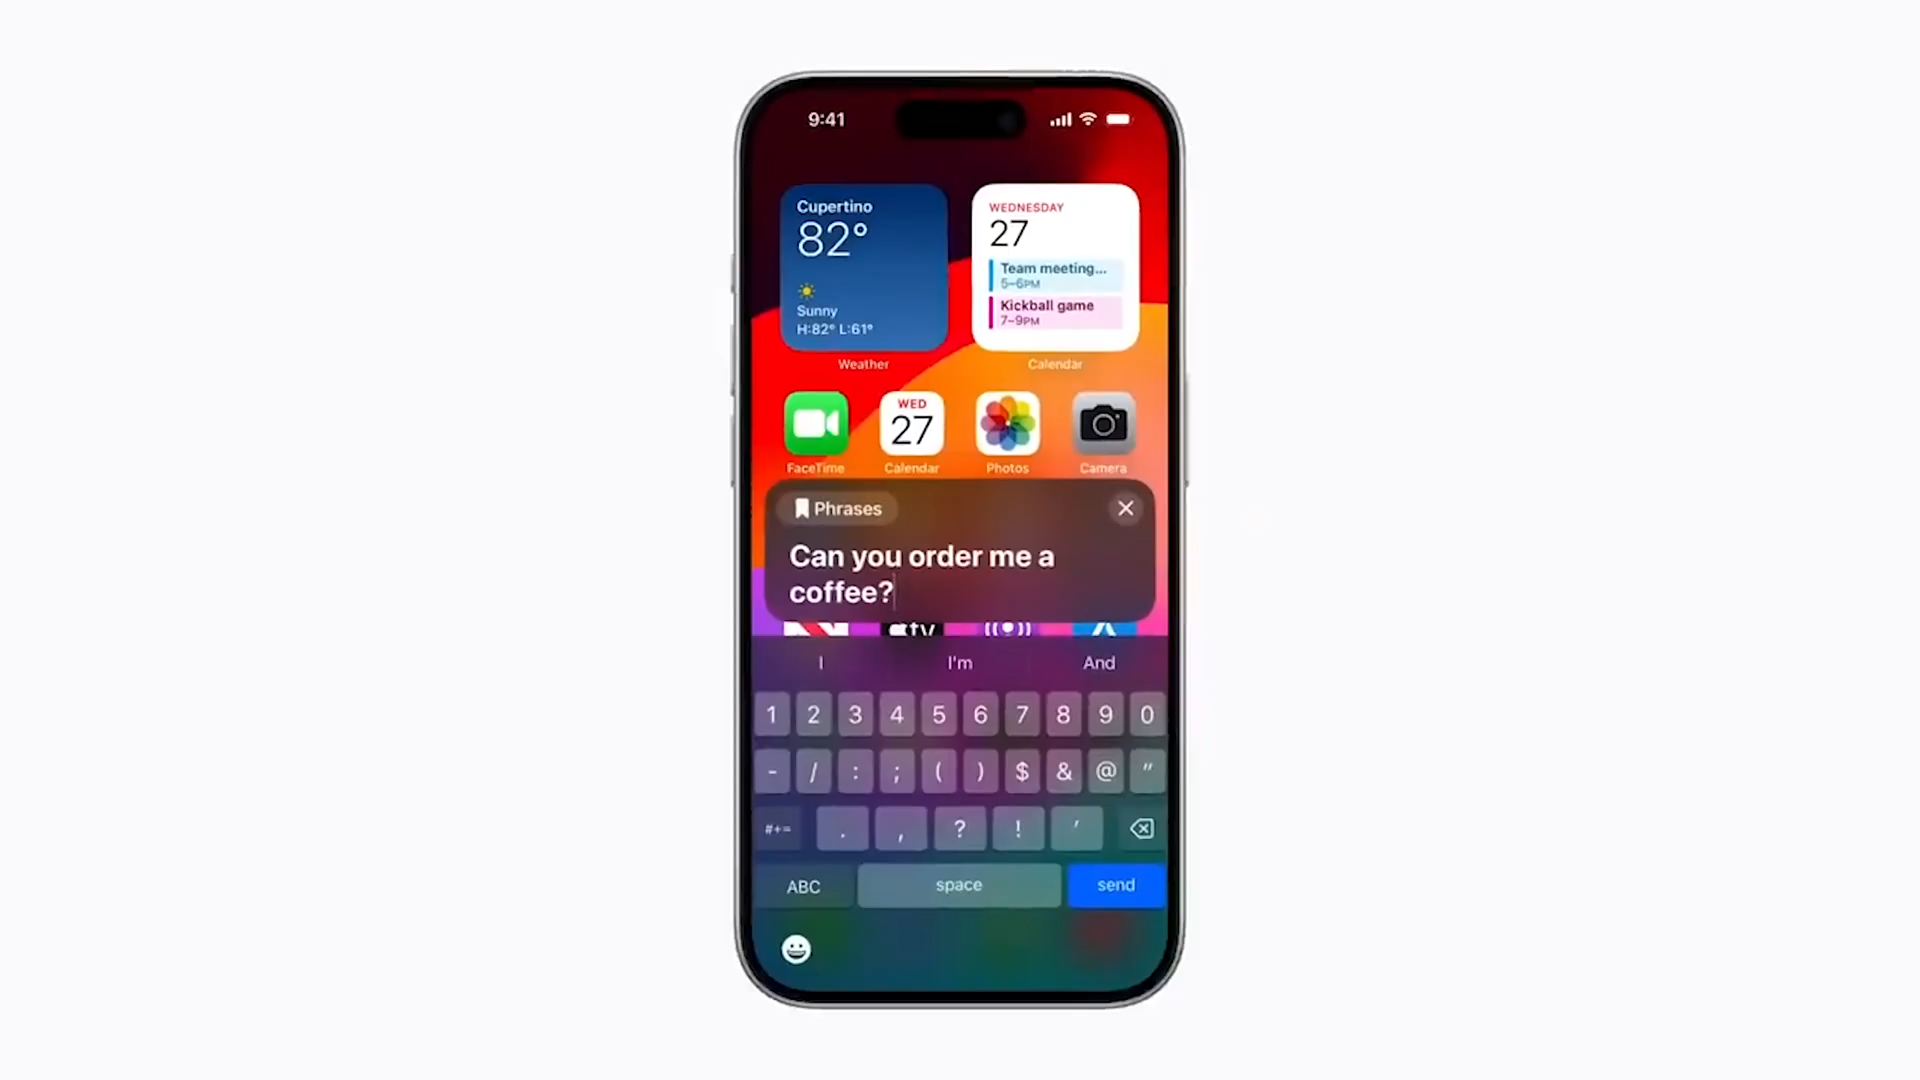 9:41
Cupertino
82°
Sunny
H:82° L:61°
Weather
WEDNESDAY
27
Team meeting...
5–6PM
Kickball game
7–9PM
Calendar
WED
27
FaceTime
Calendar
Photos
Camera
Phrases
Can you order me a
coffee?
tv
I
I'm
And
1 2 3 4 5 6 7 8 9 0
- / : ; ( ) $ & @ "
#+= . , ? ! '
ABC
space
send